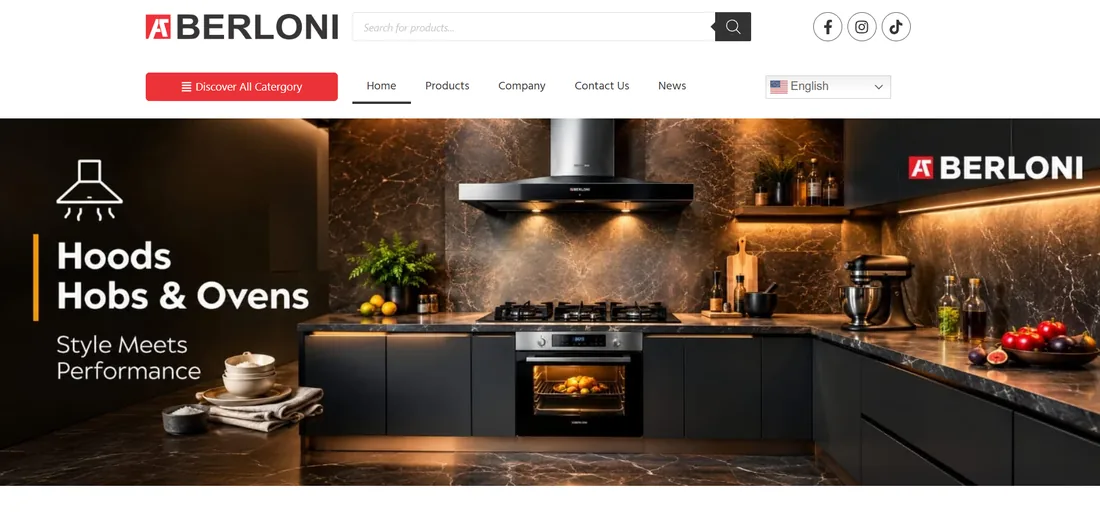 BERLONI
Search for products...
Discover All Catergory
Home
Products
Company
Contact Us
News
English
BERLONI
Hoods
Hobs & Ovens
Style Meets
Performance
BERLONI